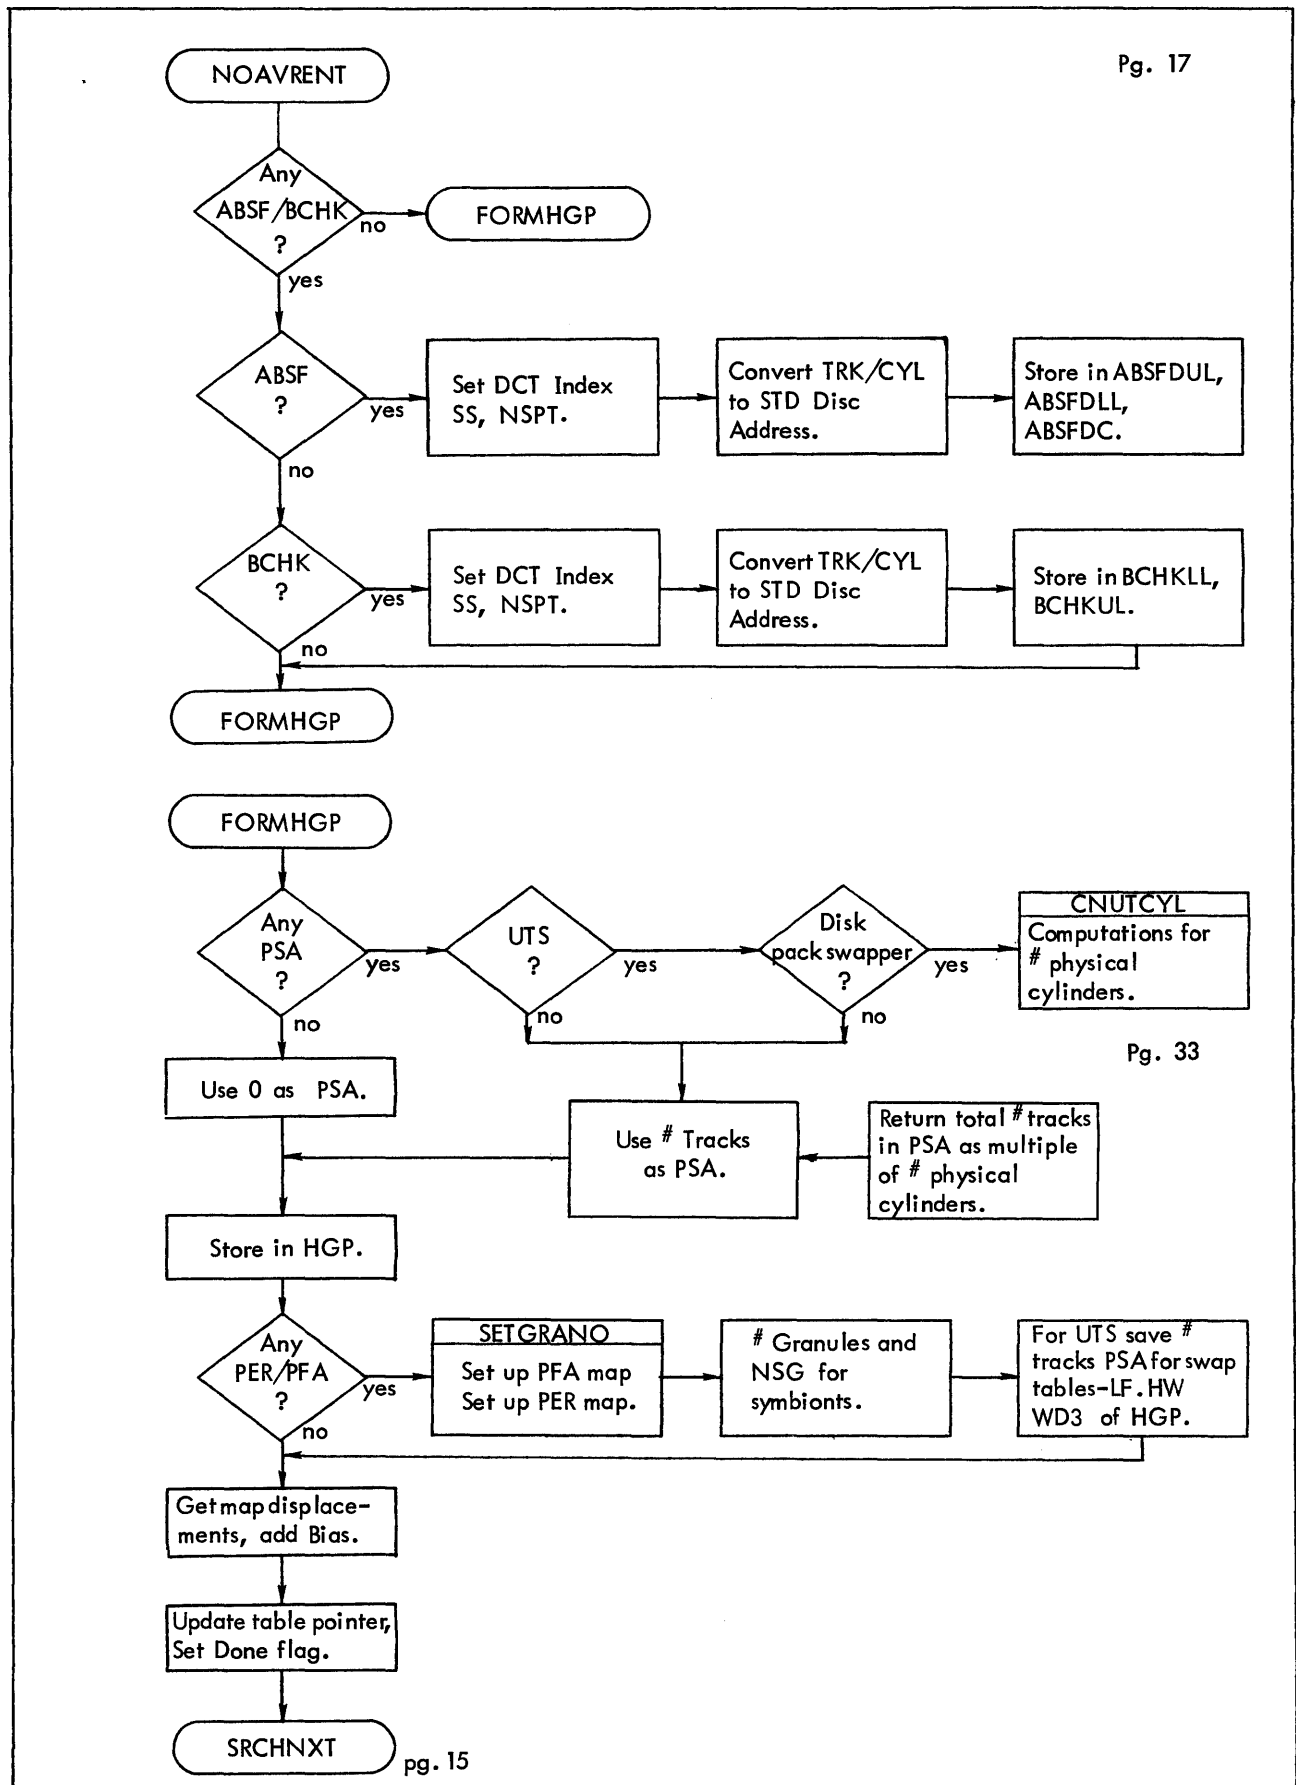 NOAVRENT
Pg. 17
Any
ABSF/BCHK
?
no
FORMHGP
yes
ABSF
?
yes
Set DCT Index
SS, NSPT.
Convert TRK/CYL
to STD Disc
Address.
Store in ABSFDUL,
ABSFDLL,
ABSFDC.
no
BCHK
?
yes
Set DCT Index
SS, NSPT.
Convert TRK/CYL
to STD Disc
Address.
Store in BCHKLL,
BCHKUL.
no
FORMHGP
FORMHGP
Any
PSA
?
yes
UTS
?
yes
Disk
pack swapper
?
yes
CNUTCYL
Computations for
# physical
cylinders.
no
no
no
Pg. 33
Use 0 as PSA.
Use # Tracks
as PSA.
Return total # tracks
in PSA as multiple
of # physical
cylinders.
Store in HGP.
Any
PER/PFA
?
yes
SETGRANO
Set up PFA map
Set up PER map.
# Granules and
NSG for
symbionts.
For UTS save #
tracks PSA for swap
tables-LF.HW
WD3 of HGP.
no
Get map displace-
ments, add Bias.
Update table pointer,
Set Done flag.
SRCHNXT
pg. 15